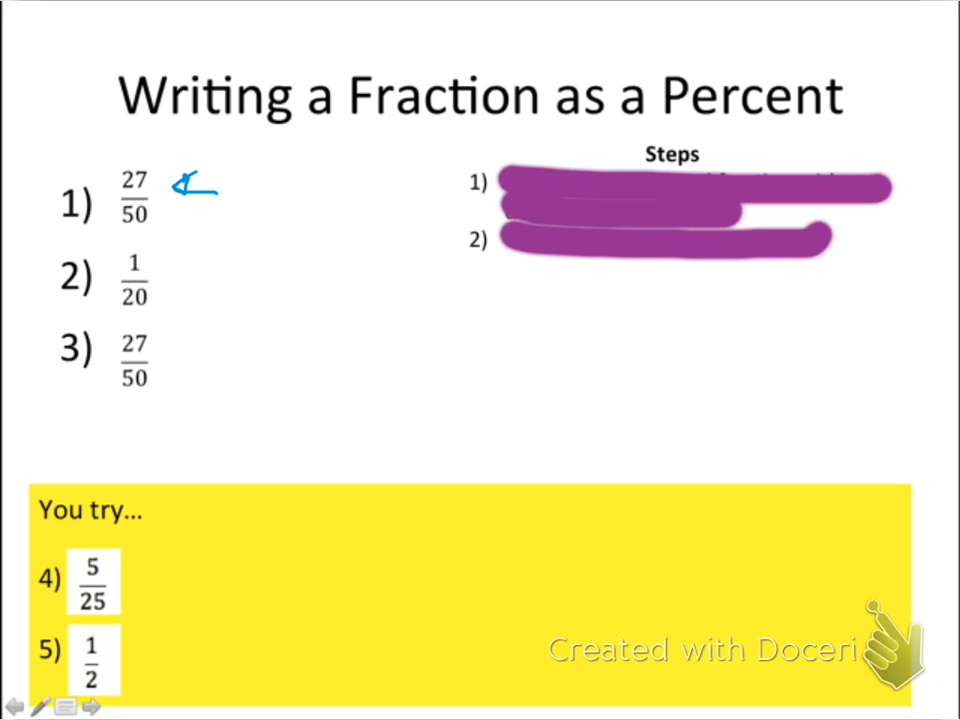 Writing a Fraction as a Percent
Steps
1) 27/50
2) 1/20
3) 27/50
1)
2)
You try...
4) 5/25
5) 1/2
Created with Doceri